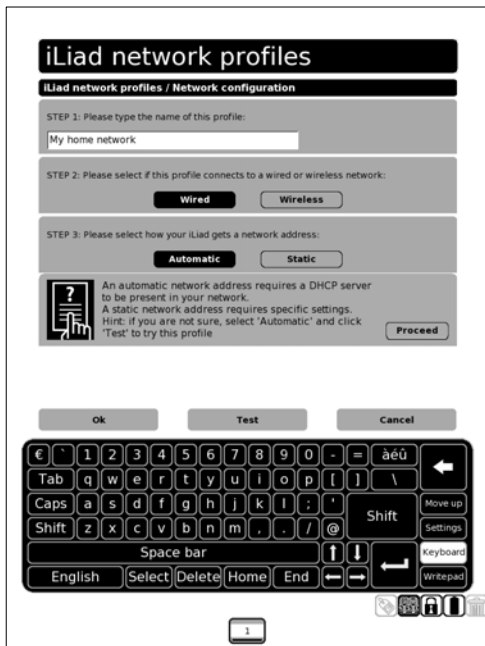 iLiad network profiles
iLiad network profiles / Network configuration
STEP 1: Please type the name of this profile:
My home network
STEP 2: Please select if this profile connects to a wired or wireless network:
Wired Wireless
STEP 3: Please select how your iLiad gets a network address:
Automatic Static
An automatic network address requires a DHCP server
to be present in your network.
A static network address requires specific settings.
Hint: if you are not sure, select 'Automatic' and click
'Test' to try this profile
Proceed
Ok Test Cancel
€ ` 1 2 3 4 5 6 7 8 9 0 - = àéû
Tab q w e r t y u i o p [ ] \
Caps a s d f g h j k l ; ' Shift Move up
Shift z x c v b n m , . / @ Settings
Space bar Keyboard
English Select Delete Home End Writepad
1